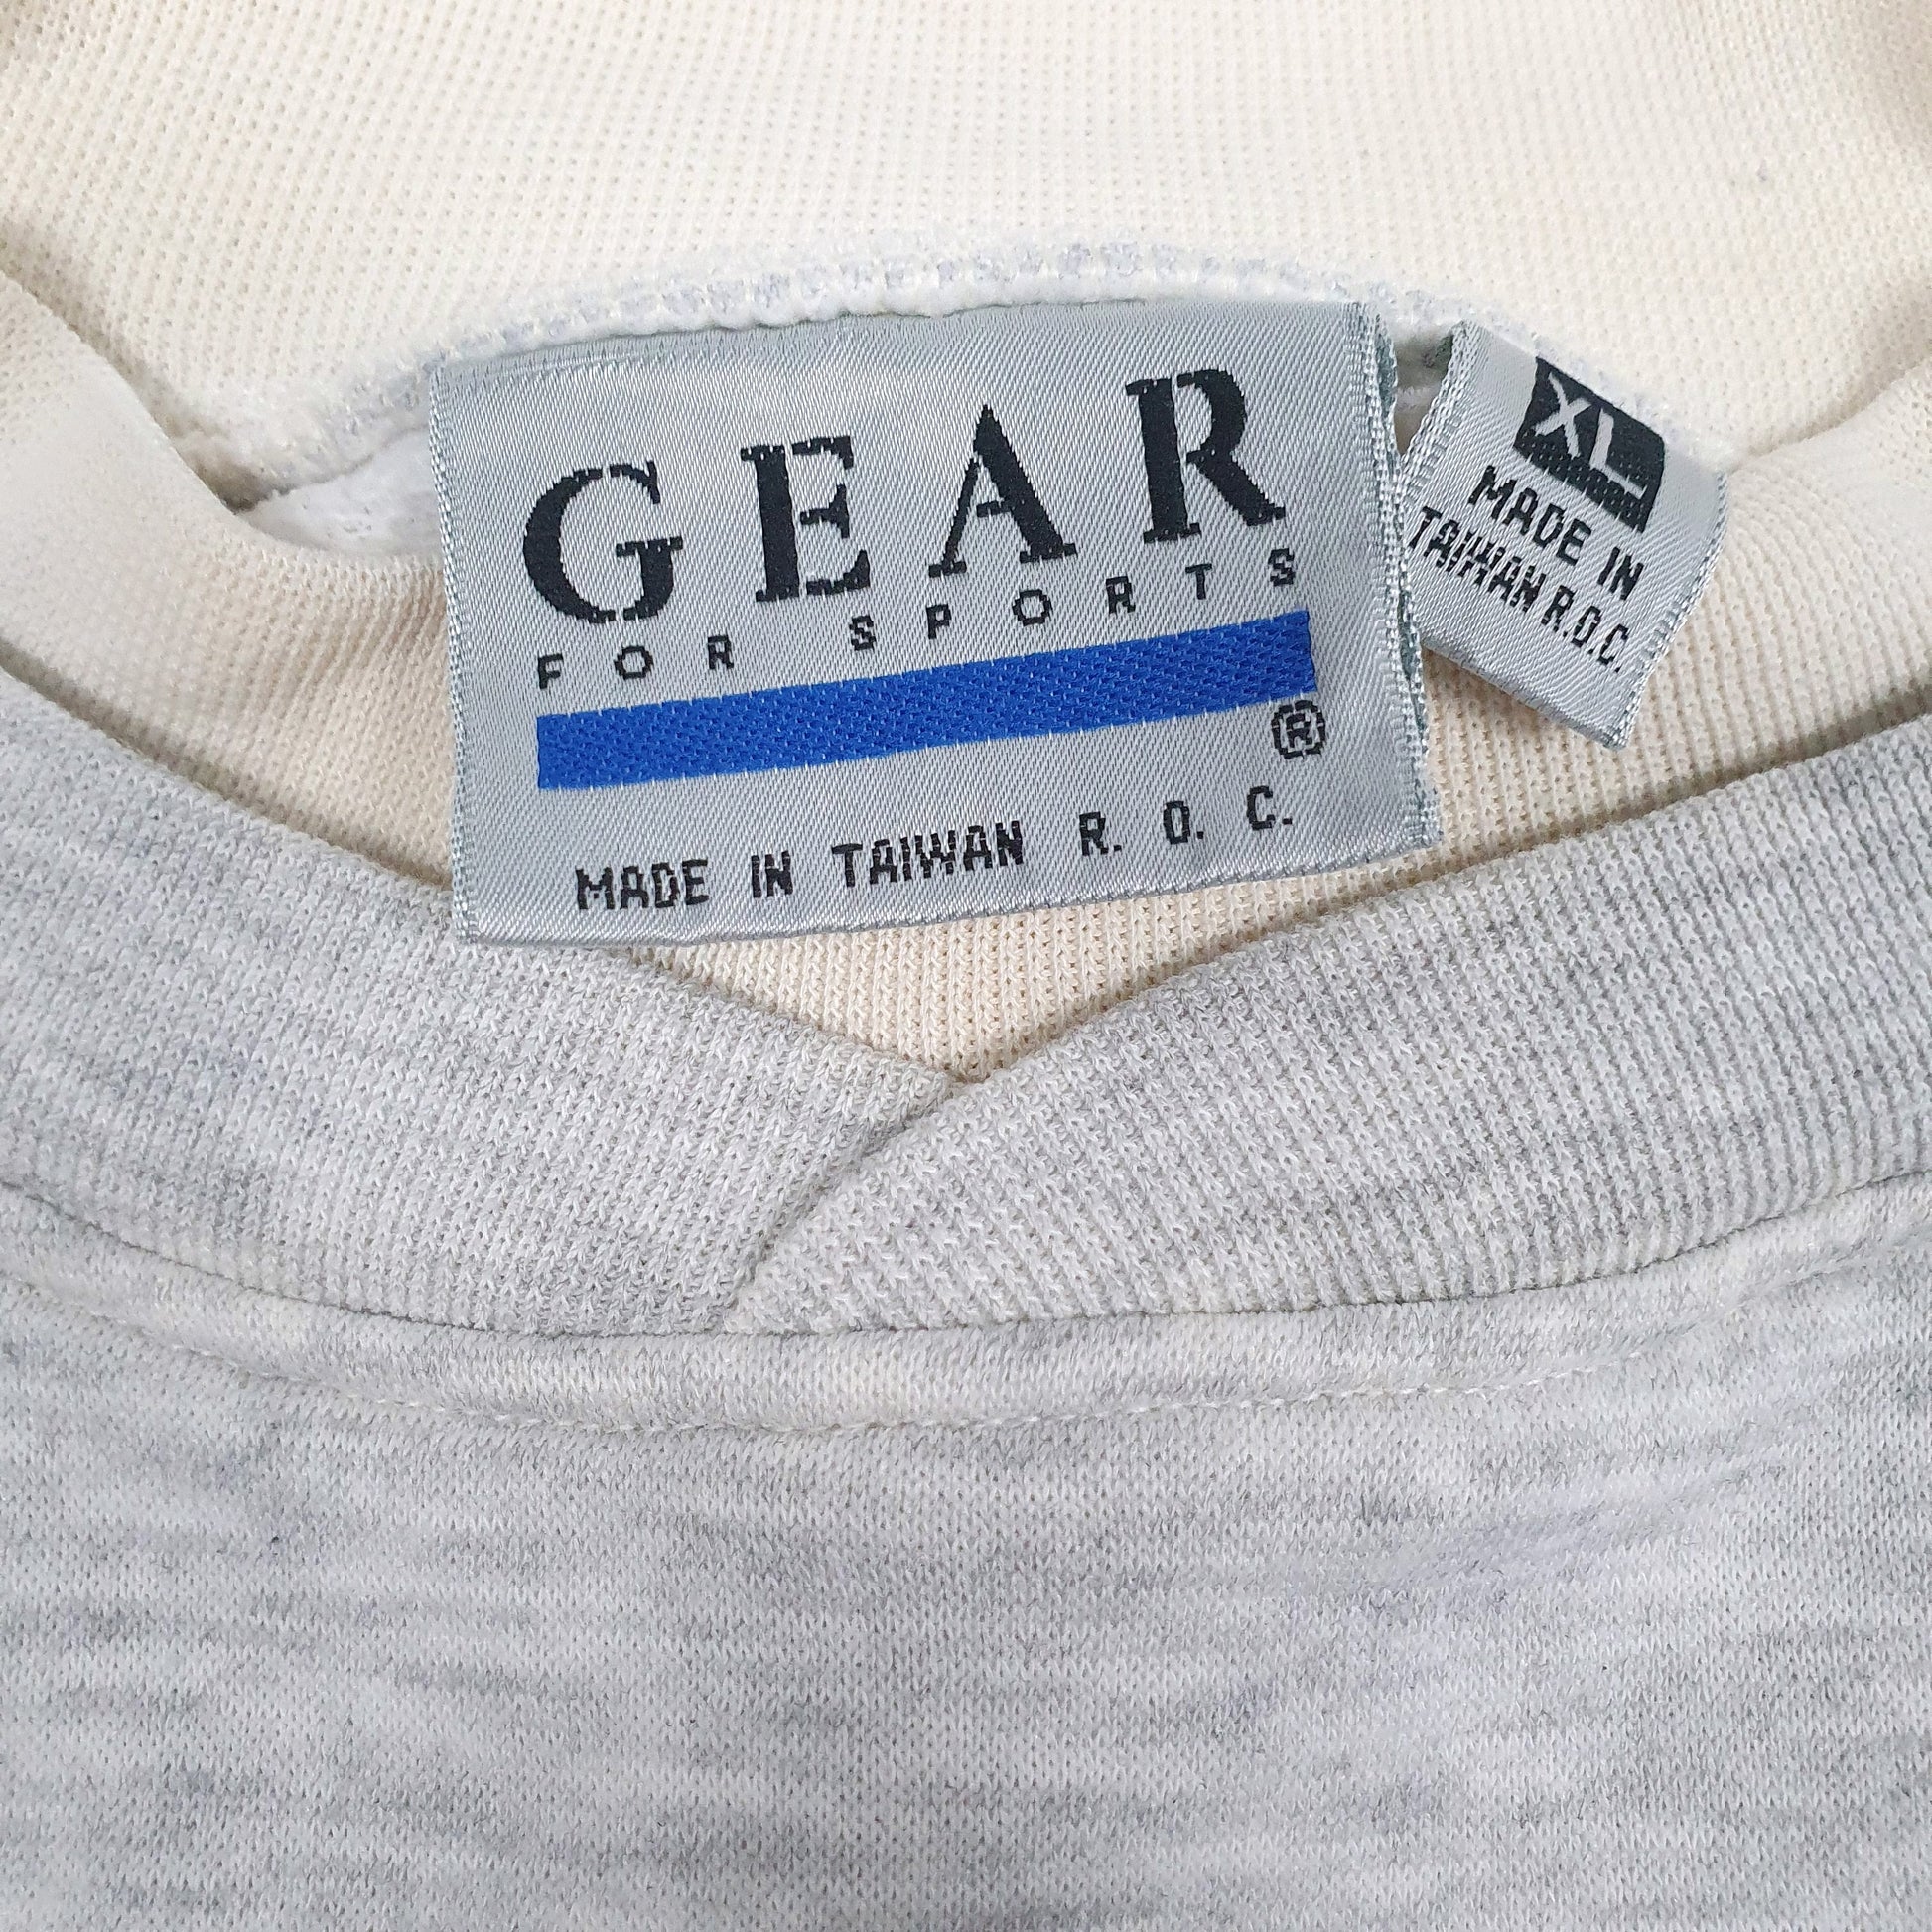 GEAR
FOR SPORTS
®
MADE IN TAIWAN R. O. C.
XL
MADE IN
TAIWAN R.O.C.